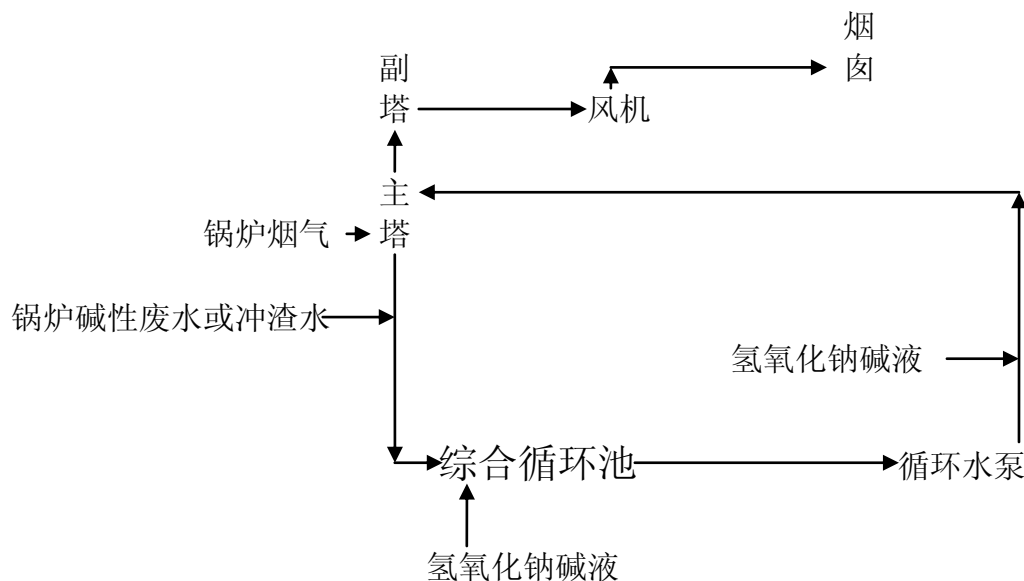 烟
囱
副
塔
风机
主
塔
锅炉烟气
锅炉碱性废水或冲渣水
氢氧化钠碱液
综合循环池
循环水泵
氢氧化钠碱液